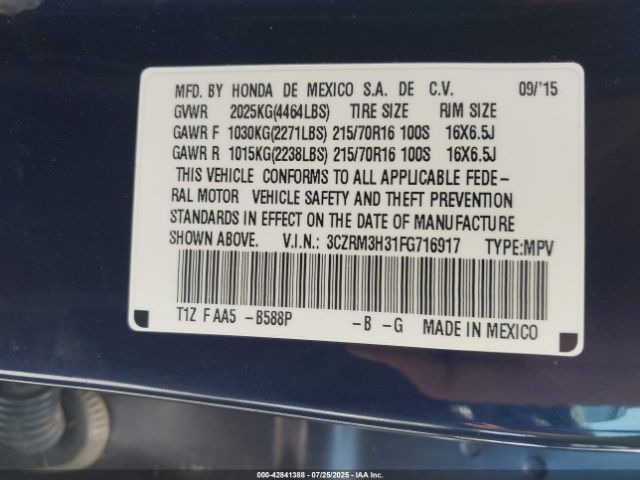 MFD. BY HONDA DE MEXICO S.A. DE C.V. 09/'15
GVWR 2025KG(4464LBS) TIRE SIZE RIM SIZE
GAWR F 1030KG(2271LBS) 215/70R16 100S 16X6.5J
GAWR R 1015KG(2238LBS) 215/70R16 100S 16X6.5J
THIS VEHICLE CONFORMS TO ALL APPLICABLE FEDE-
RAL MOTOR VEHICLE SAFETY AND THEFT PREVENTION
STANDARDS IN EFFECT ON THE DATE OF MANUFACTURE
SHOWN ABOVE. V.I.N.: 3CZRM3H31FG716917 TYPE:MPV
T1Z F AA5 -B588P -B -G MADE IN MEXICO
000-42841388 - 07/25/2025 - IAAI.COM